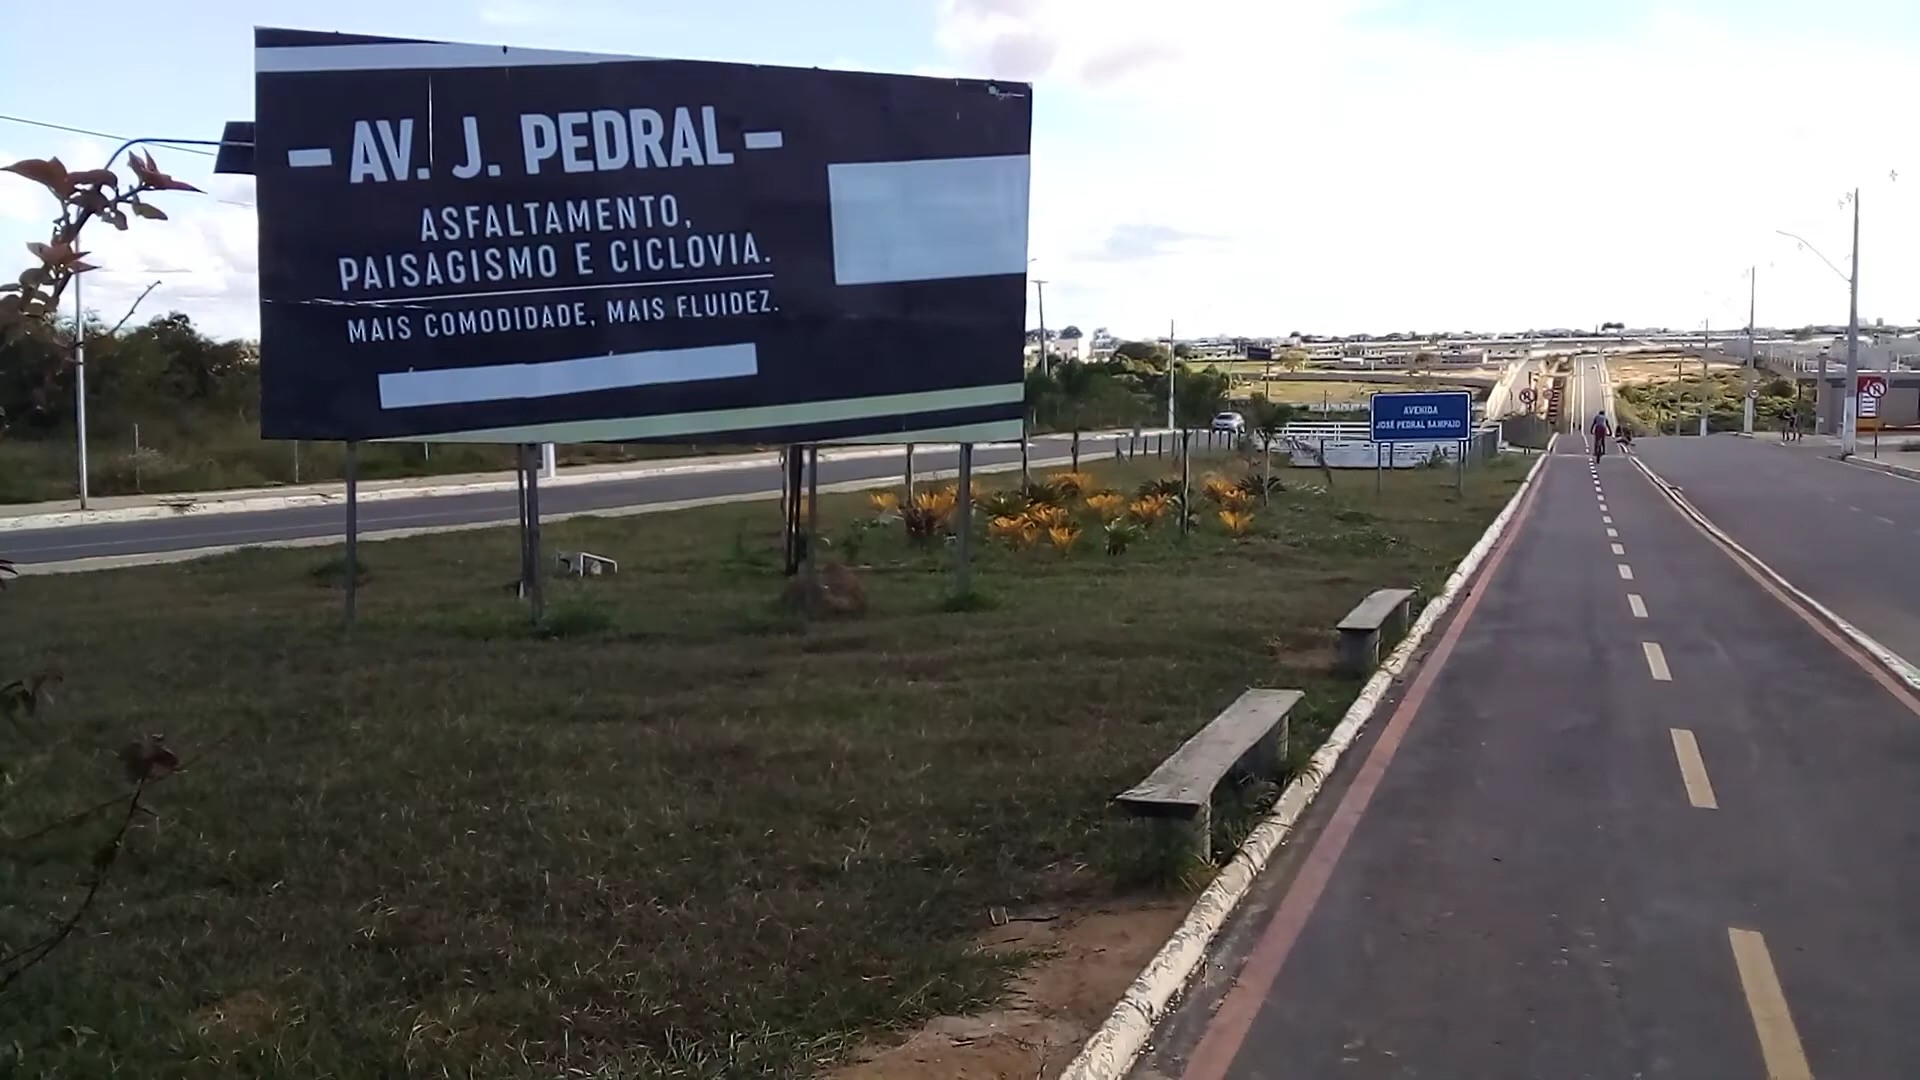 - AV. J. PEDRAL -
ASFALTAMENTO,
PAISAGISMO E CICLOVIA.
MAIS COMODIDADE, MAIS FLUIDEZ.
AVENIDA
JOSÉ PEDRAL SAMPAIO